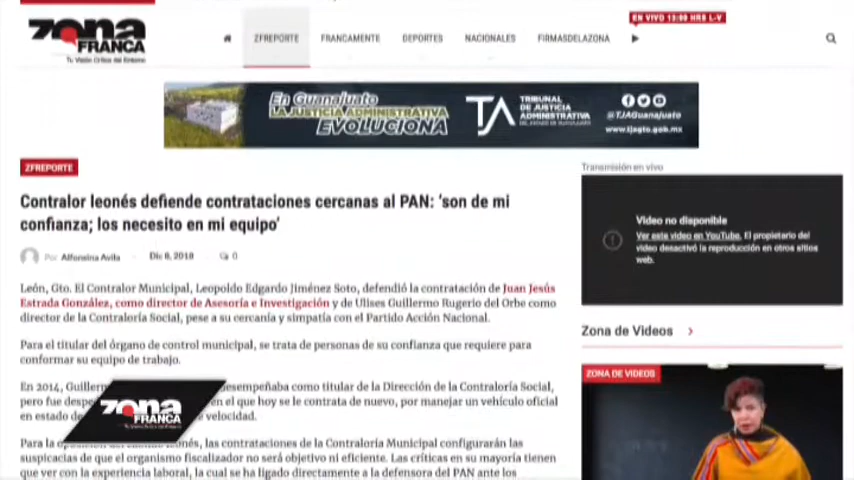 EN VIVO 13:00 HRS L-V
ZONA
FRANCA
Tu Visión Crítica del Entorno
ZFREPORTE FRANCAMENTE DEPORTES NACIONALES FIRMASDELAZONA
En Guanajuato
LA JUSTICIA ADMINISTRATIVA
EVOLUCIONA
TJA
TRIBUNAL
DE JUSTICIA
ADMINISTRATIVA
DEL ESTADO DE GUANAJUATO
@TJAGuanajuato
www.tjagto.gob.mx
ZFREPORTE
Contralor leonés defiende contrataciones cercanas al PAN: ‘son de mi
confianza; los necesito en mi equipo’
Por Alfonsina Avila Dic 8, 2018 0
León, Gto. El Contralor Municipal, Leopoldo Edgardo Jiménez Soto, defendió la contratación de Juan Jesús
Estrada González, como director de Asesoría e Investigación y de Ulises Guillermo Rugerio del Orbe como
director de la Contraloría Social, pese a su cercanía y simpatía con el Partido Acción Nacional.
Para el titular del órgano de control municipal, se trata de personas de su confianza que requiere para
conformar su equipo de trabajo.
En 2014, Guiller desempeñaba como titular de la Dirección de la Contraloría Social,
pero fue desp en el que hoy se le contrata de nuevo, por manejar un vehículo oficial
en estado de velocidad.
Para la leonés, las contrataciones de la Contraloría Municipal configurarán las
suspicacias de que el organismo fiscalizador no será objetivo ni eficiente. Las críticas en su mayoría tienen
que ver con la experiencia laboral, la cual se ha ligado directamente a la defensora del PAN ante los
ZONA
FRANCA
Transmisión en vivo
Video no disponible
Ver este video en YouTube. El propietario del
video desactivó la reproducción en otros sitios
web.
Zona de Videos
ZONA DE VIDEOS